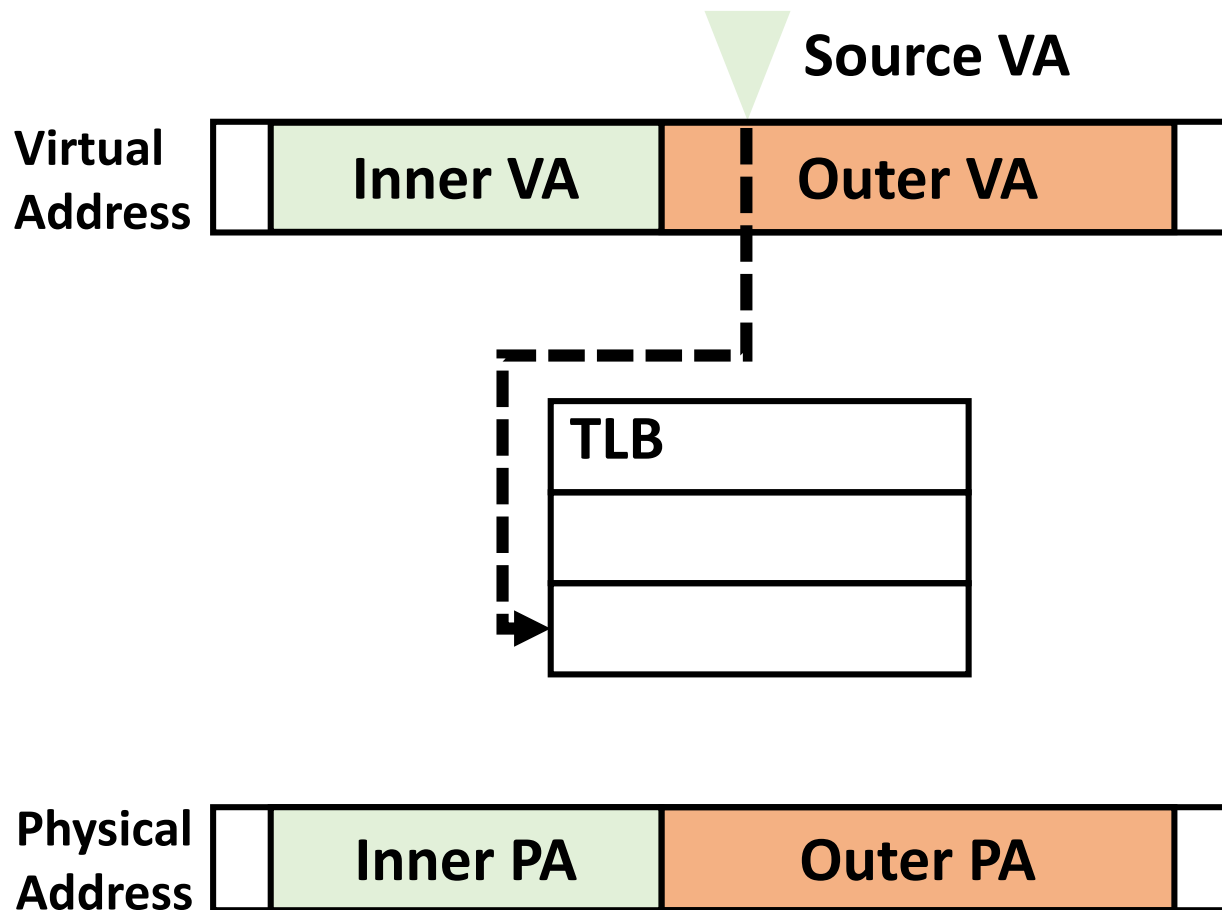 Source VA
Virtual
Address
Inner VA
Outer VA
TLB
Physical
Address
Inner PA
Outer PA